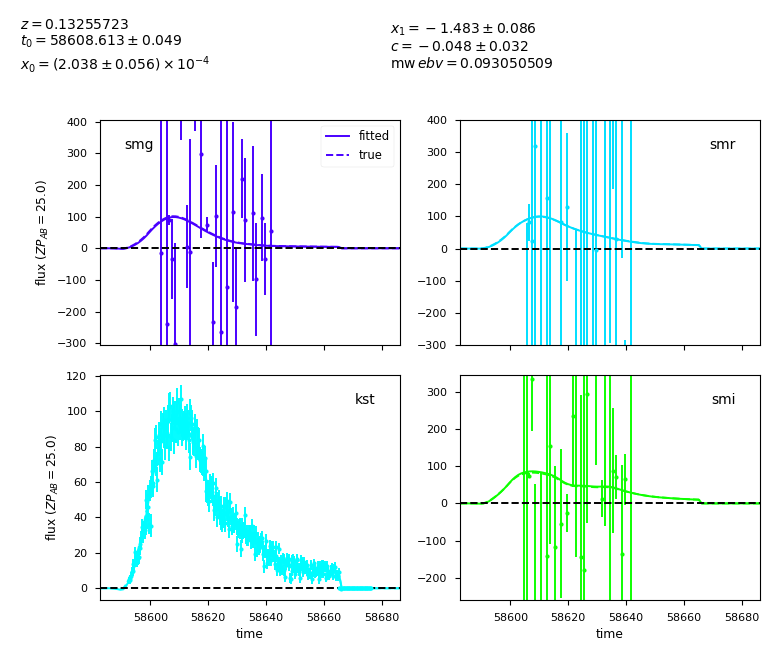 z = 0.13255723
t₀ = 58608.613 ± 0.049
x₀ = (2.038 ± 0.056) × 10⁻⁴
x₁ = −1.483 ± 0.086
c = −0.048 ± 0.032
mw ebv = 0.093050509
smg
fitted
true
400
300
200
100
0
−100
−200
−300
flux (ZP_AB = 25.0)
smr
400
300
200
100
0
−100
−200
−300
kst
120
100
80
60
40
20
0
flux (ZP_AB = 25.0)
58600 58620 58640 58660 58680
time
smi
300
200
100
0
−100
−200
58600 58620 58640 58660 58680
time